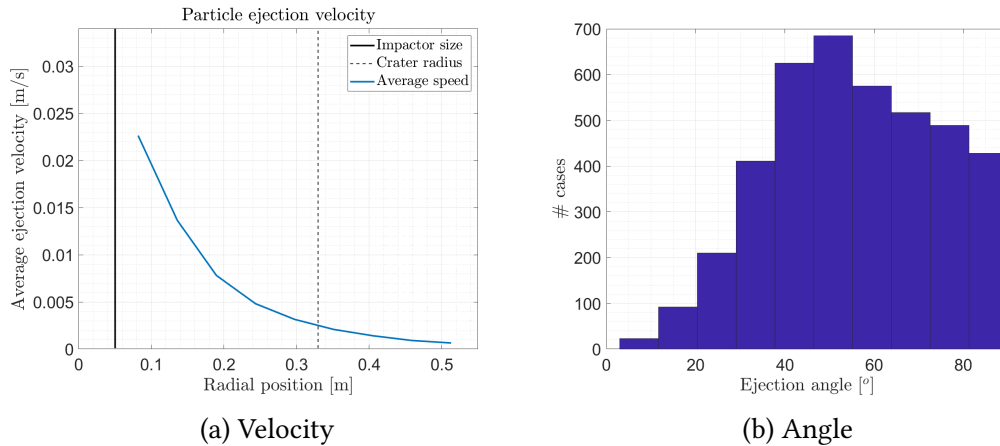 Particle ejection velocity
Impactor size
Crater radius
Average speed
Average ejection velocity [m/s]
0.03
0.025
0.02
0.015
0.01
0.005
0
0 0.1 0.2 0.3 0.4 0.5
Radial position [m]
(a) Velocity
# cases
700
600
500
400
300
200
100
0
0 20 40 60 80
Ejection angle [º]
(b) Angle